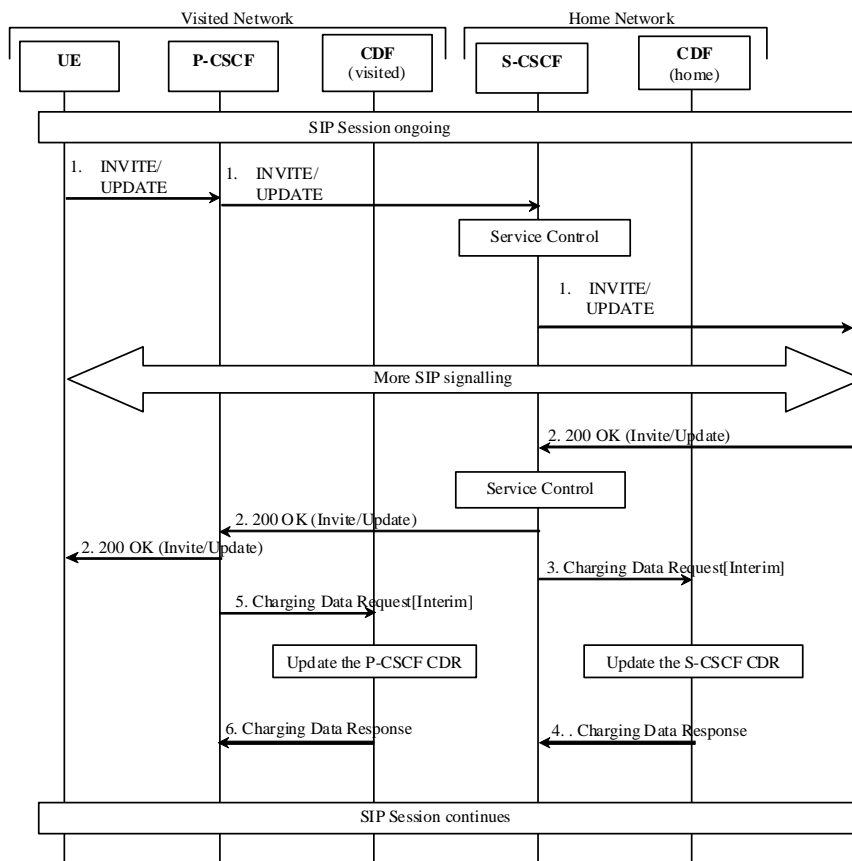 Visited Network
Home Network
UE
P-CSCF
CDF
(visited)
S-CSCF
CDF
(home)
SIP Session ongoing
1. INVITE/
UPDATE
1. INVITE/
UPDATE
Service Control
1. INVITE/
UPDATE
More SIP signalling
2. 200 OK (Invite/Update)
Service Control
2. 200 OK (Invite/Update)
2. 200 OK (Invite/Update)
3. Charging Data Request[Interim]
5. Charging Data Request[Interim]
Update the P-CSCF CDR
Update the S-CSCF CDR
6. Charging Data Response
4. . Charging Data Response
SIP Session continues